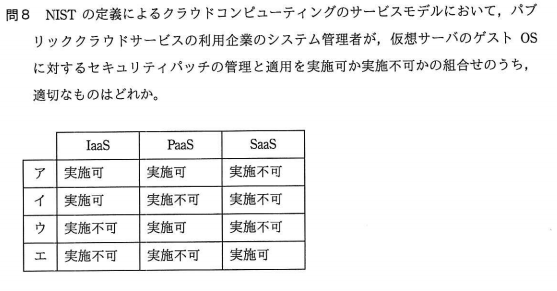 問8 NIST の定義によるクラウドコンピューティングのサービスモデルにおいて，パブ
リッククラウドサービスの利用企業のシステム管理者が，仮想サーバのゲスト OS
に対するセキュリティパッチの管理と適用を実施可か実施不可かの組合せのうち，
適切なものはどれか。
IaaS PaaS SaaS
ア 実施可 実施可 実施不可
イ 実施可 実施不可 実施不可
ウ 実施不可 実施可 実施不可
エ 実施不可 実施不可 実施可